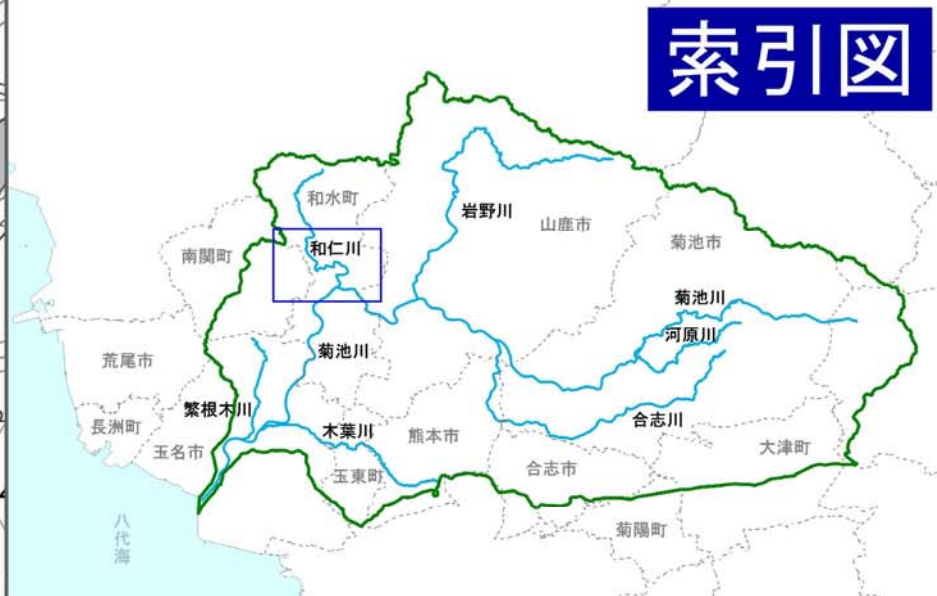 索引図
和水町
岩野川
山鹿市
菊池市
南関町
和仁川
菊池川
河原川
荒尾市
菊池川
繁根木川
長洲町
木葉川
熊本市
合志川
玉名市
大津町
玉東町
合志市
菊陽町
八代海